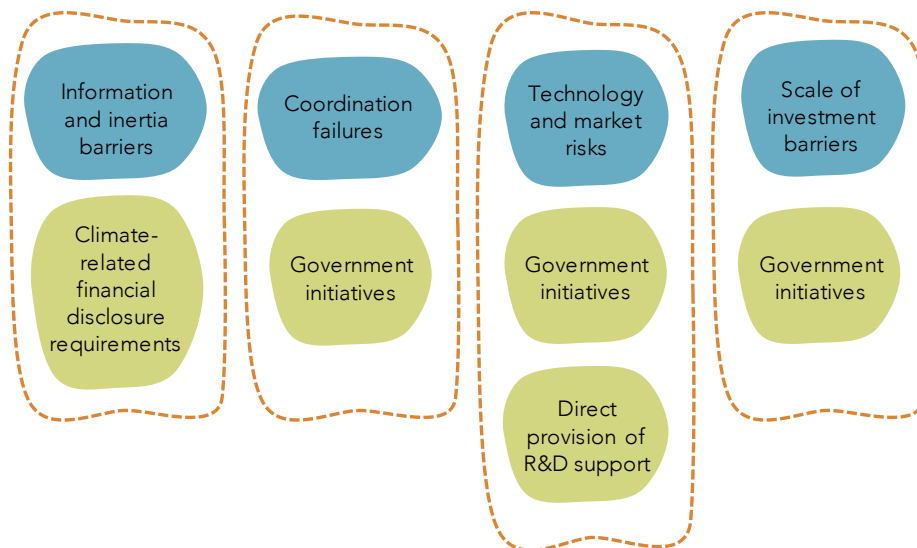 Information
and inertia
barriers
Climate-
related
financial
disclosure
requirements
Coordination
failures
Government
initiatives
Technology
and market
risks
Government
initiatives
Direct
provision of
R&D support
Scale of
investment
barriers
Government
initiatives